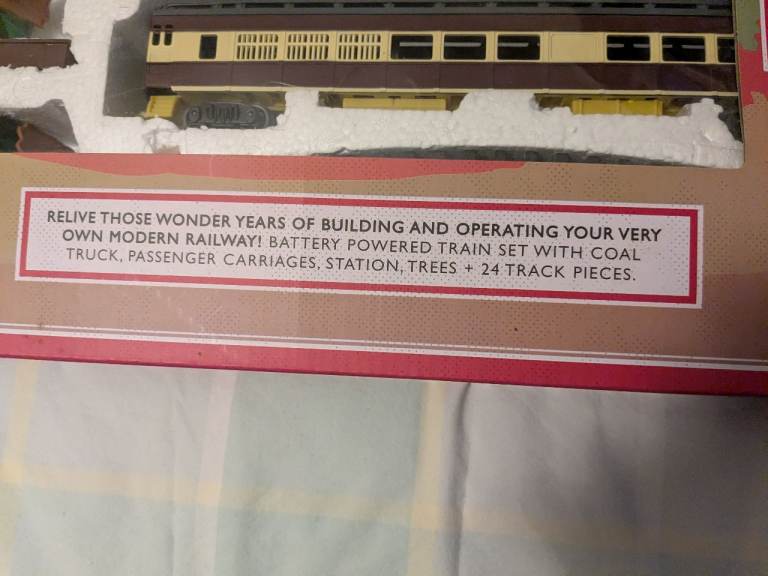 RELIVE THOSE WONDER YEARS OF BUILDING AND OPERATING YOUR VERY
OWN MODERN RAILWAY! BATTERY POWERED TRAIN SET WITH COAL
TRUCK, PASSENGER CARRIAGES, STATION, TREES + 24 TRACK PIECES.